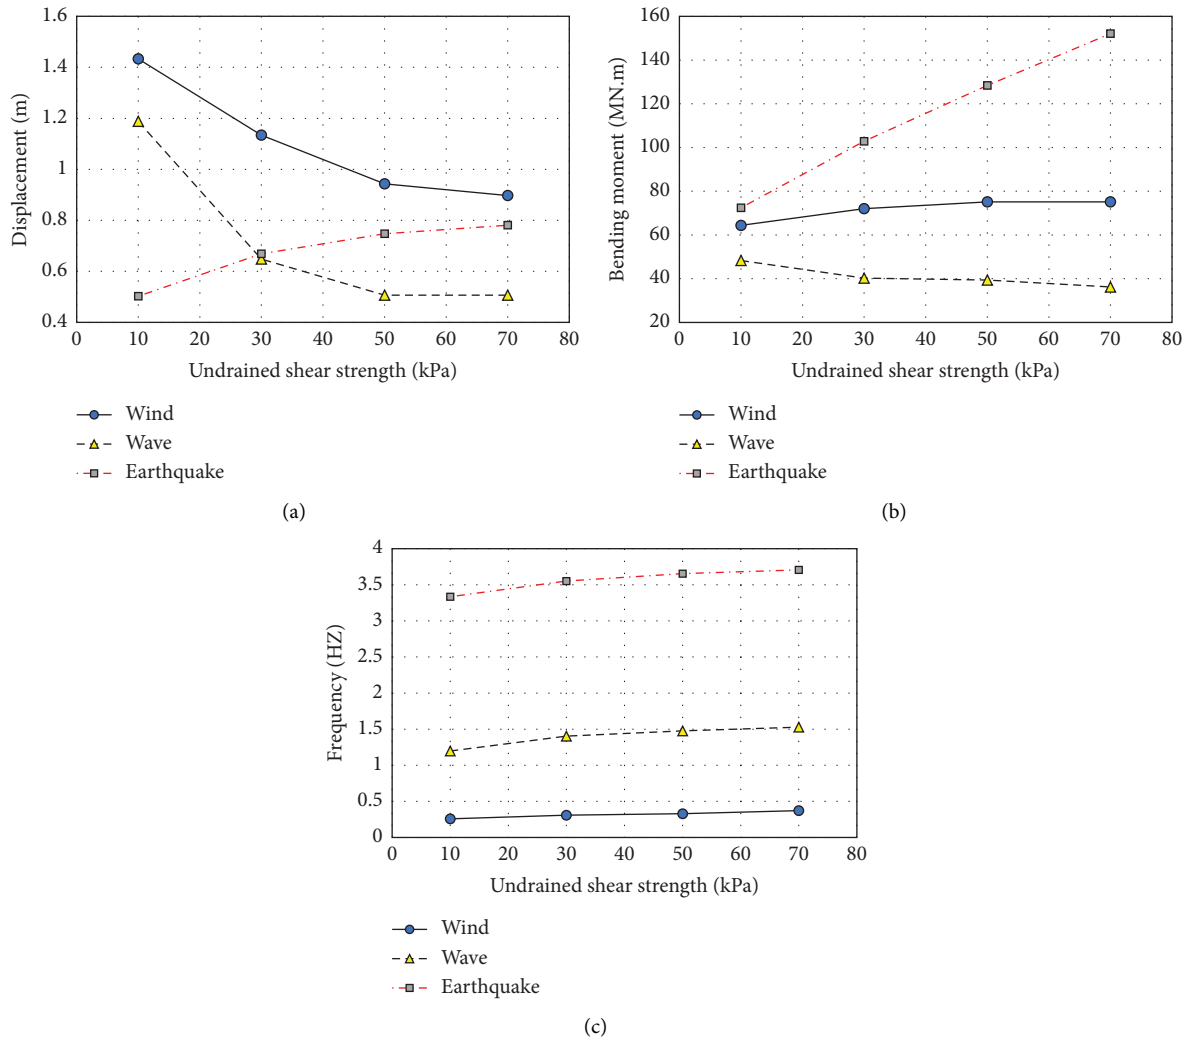 1.6
1.4
1.2
1
0.8
0.6
0.4
Displacement (m)
0 10 20 30 40 50 60 70 80
Undrained shear strength (kPa)
Wind
Wave
Earthquake
(a)
160
140
120
100
80
60
40
20
Bending moment (MN.m)
0 10 20 30 40 50 60 70 80
Undrained shear strength (kPa)
Wind
Wave
Earthquake
(b)
4
3.5
3
2.5
2
1.5
1
0.5
0
Frequency (HZ)
0 10 20 30 40 50 60 70 80
Undrained shear strength (kPa)
Wind
Wave
Earthquake
(c)